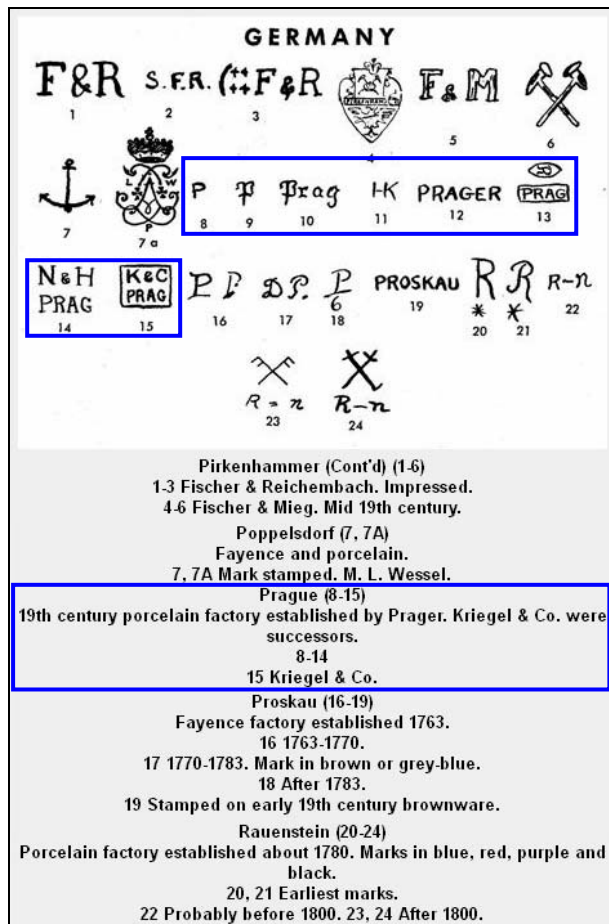 GERMANY
F&R S.F.R. F&R F&M
1 2 3 4 5 6
L W
P
P P Prag HK PRAGER PRAG
7 7a 8 9 10 11 12 13
N&H K&C
PRAG PRAG P P D P. P PROSKAU R R R-n
6
14 15 16 17 18 19 20 21 22
R=n R-n
23 24
Pirkenhammer (Cont'd) (1-6)
1-3 Fischer & Reichembach. Impressed.
4-6 Fischer & Mieg. Mid 19th century.
Poppelsdorf (7, 7A)
Fayence and porcelain.
7, 7A Mark stamped. M. L. Wessel.
Prague (8-15)
19th century porcelain factory established by Prager. Kriegel & Co. were
successors.
8-14
15 Kriegel & Co.
Proskau (16-19)
Fayence factory established 1763.
16 1763-1770.
17 1770-1783. Mark in brown or grey-blue.
18 After 1783.
19 Stamped on early 19th century brownware.
Rauenstein (20-24)
Porcelain factory established about 1780. Marks in blue, red, purple and
black.
20, 21 Earliest marks.
22 Probably before 1800. 23, 24 After 1800.